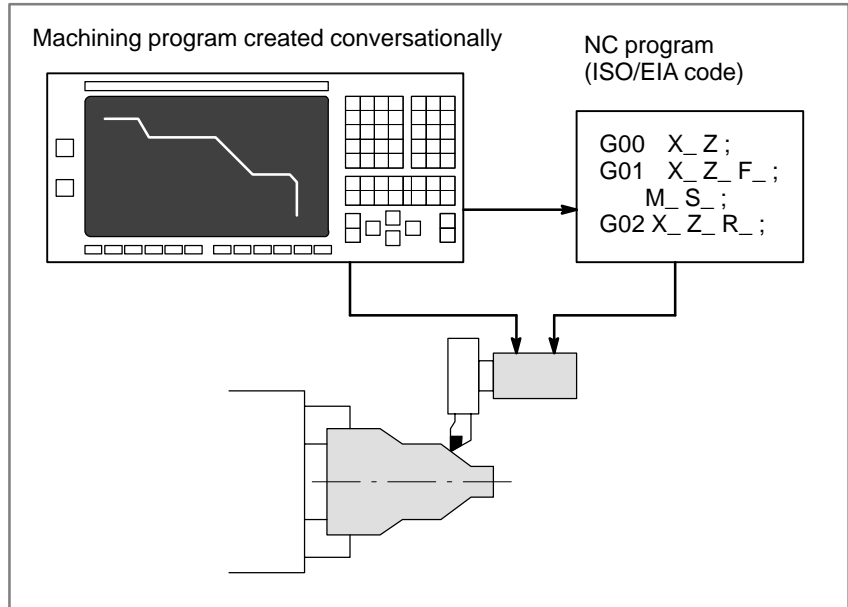 Machining program created conversationally
NC program
(ISO/EIA code)
G00 X_ Z ;
G01 X_ Z_ F_ ;
M_ S_ ;
G02 X_ Z_ R_ ;